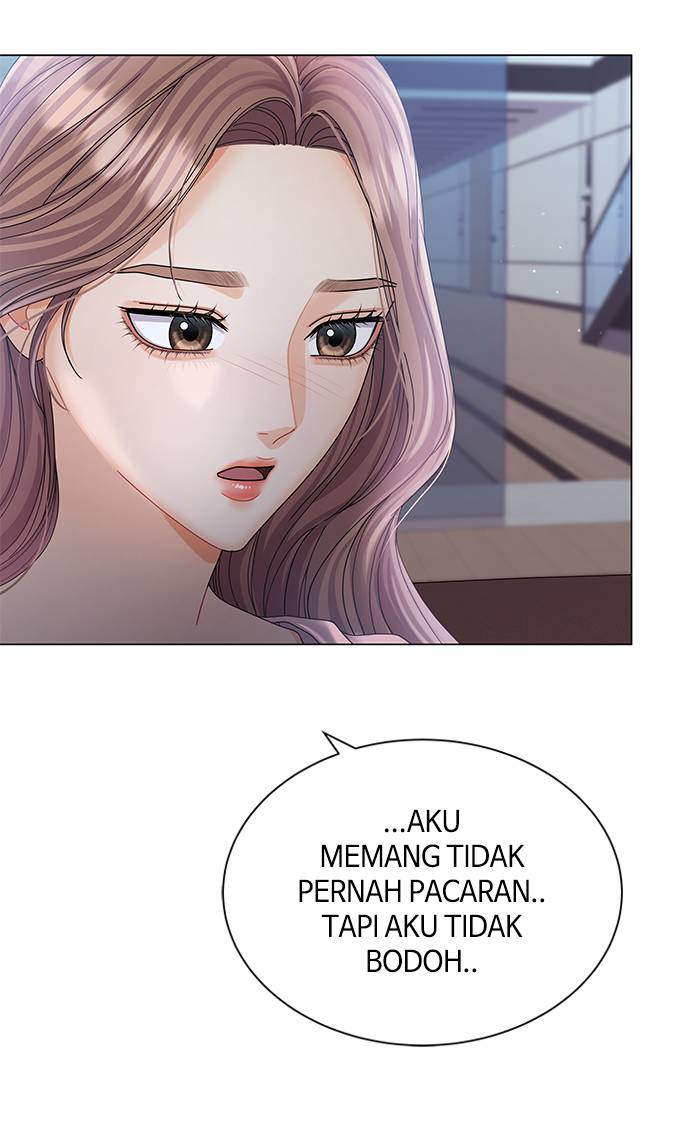 ...AKU
MEMANG TIDAK
PERNAH PACARAN..
TAPI AKU TIDAK
BODOH..